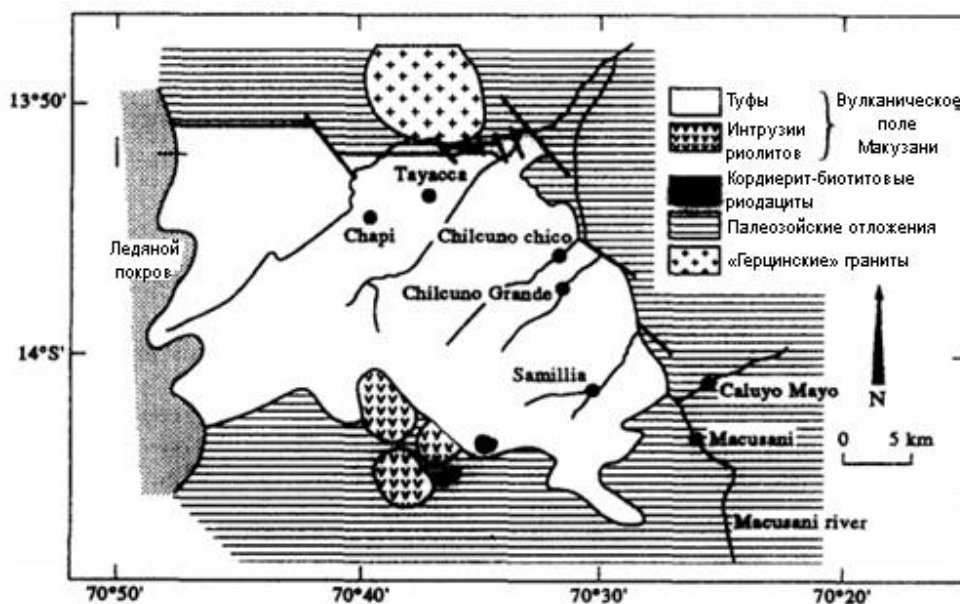 13°50'
14°S'
70°50'
70°40'
70°30'
70°20'
Ледяной
покров
Tayacca
Chapi
Chilcuno chico
Chilcuno Grande
Samillia
Caluyo Mayo
Macusani
Macusani river
Туфы
Интрузии
риолитов
Вулканическое
поле
Макузани
Кордиерит-биотитовые
риодациты
Палеозойские отложения
«Герцинские» граниты
N
0 5 km